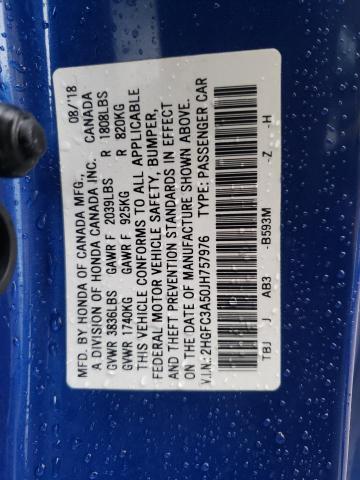 MFD. BY HONDA OF CANADA MFG., 08/'18
A DIVISION OF HONDA CANADA INC. CANADA
GVWR 3836LBS GAWR F 2039LBS R 1808LBS
GVWR 1740KG GAWR F 925KG R 820KG
THIS VEHICLE CONFORMS TO ALL APPLICABLE
FEDERAL MOTOR VEHICLE SAFETY, BUMPER,
AND THEFT PREVENTION STANDARDS IN EFFECT
ON THE DATE OF MANUFACTURE SHOWN ABOVE.
V.I.N.: 2HGFC3A50JH757976 TYPE: PASSENGER CAR
TBJ J AB3 -B593M -Z -H